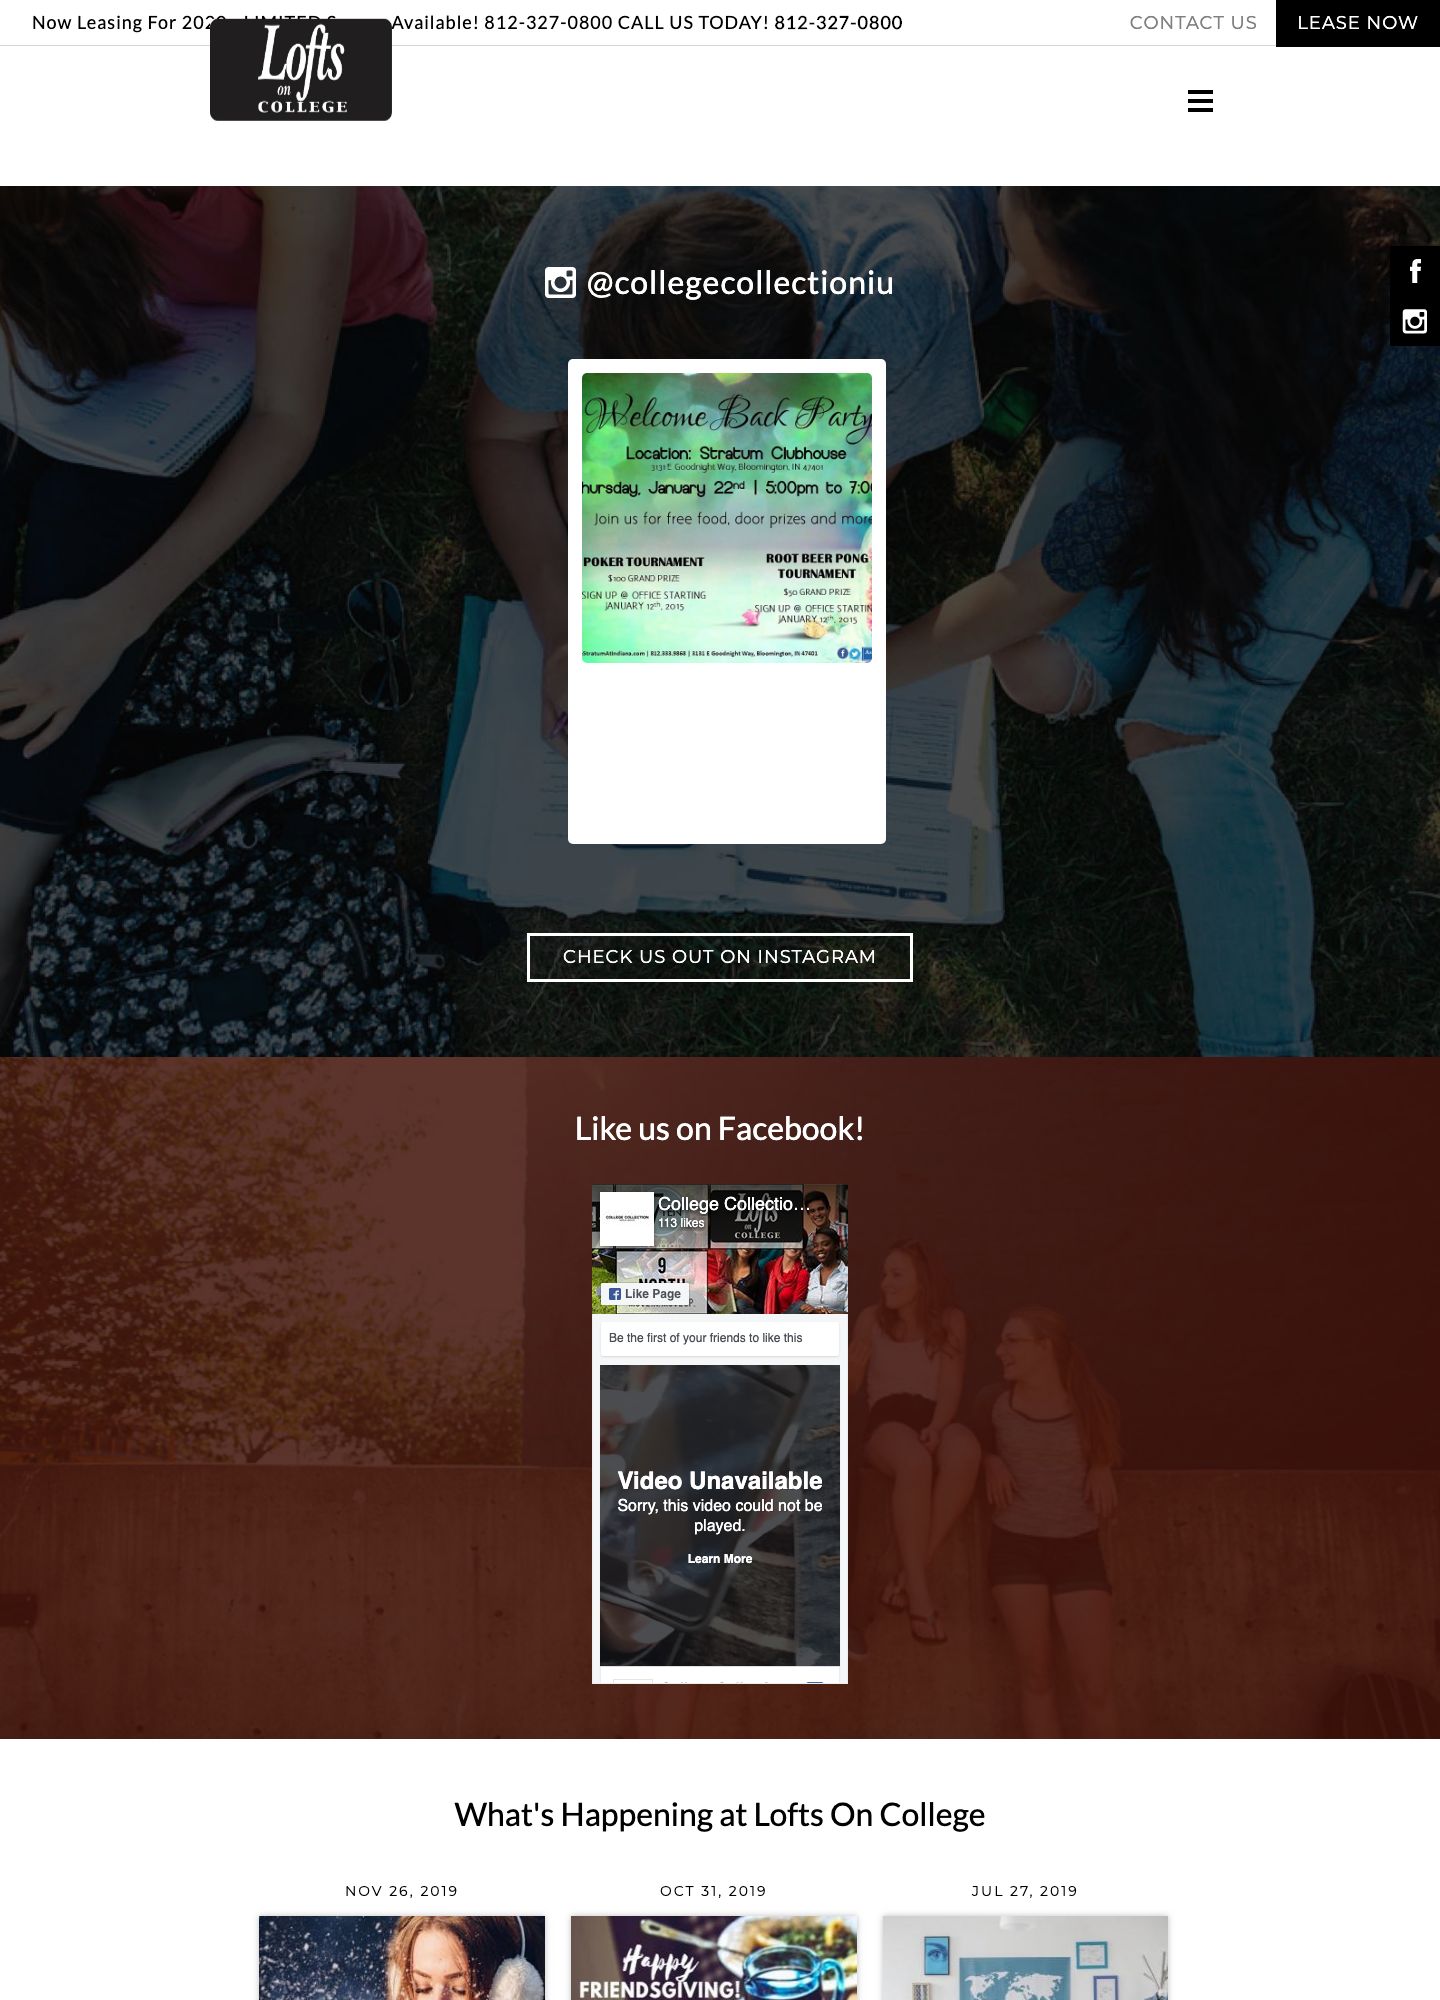 Now Leasing For 2020 LIMITED Available! 812-327-0800 CALL US TODAY! 812-327-0800
CONTACT US
LEASE NOW
Lofts
on
COLLEGE
@collegecollectioniu
Welcome Back Party
Location: Stratum Clubhouse
3131 E Goodnight Way, Bloomington, IN 47401
hursday, January 22nd | 5:00pm to 7:0
Join us for free food, door prizes and more
POKER TOURNAMENT
$100 GRAND PRIZE
SIGN UP @ OFFICE STARTING
JANUARY 12th, 2015
ROOT BEER PONG
TOURNAMENT
$50 GRAND PRIZE
SIGN UP @ OFFICE STARTIN
JANUARY 12th, 2015
StratumAtIndiana.com | 812.333.9868 | 3131 E Goodnight Way, Bloomington, IN 47401
CHECK US OUT ON INSTAGRAM
Like us on Facebook!
College Collectio...
113 likes
COLLEGE COLLECTION
Lofts
on
COLLEGE
9
NORTH
Like Page
Be the first of your friends to like this
Video Unavailable
Sorry, this video could not be
played.
Learn More
What's Happening at Lofts On College
NOV 26, 2019
OCT 31, 2019
JUL 27, 2019
Happy
FRIENDSGIVING!